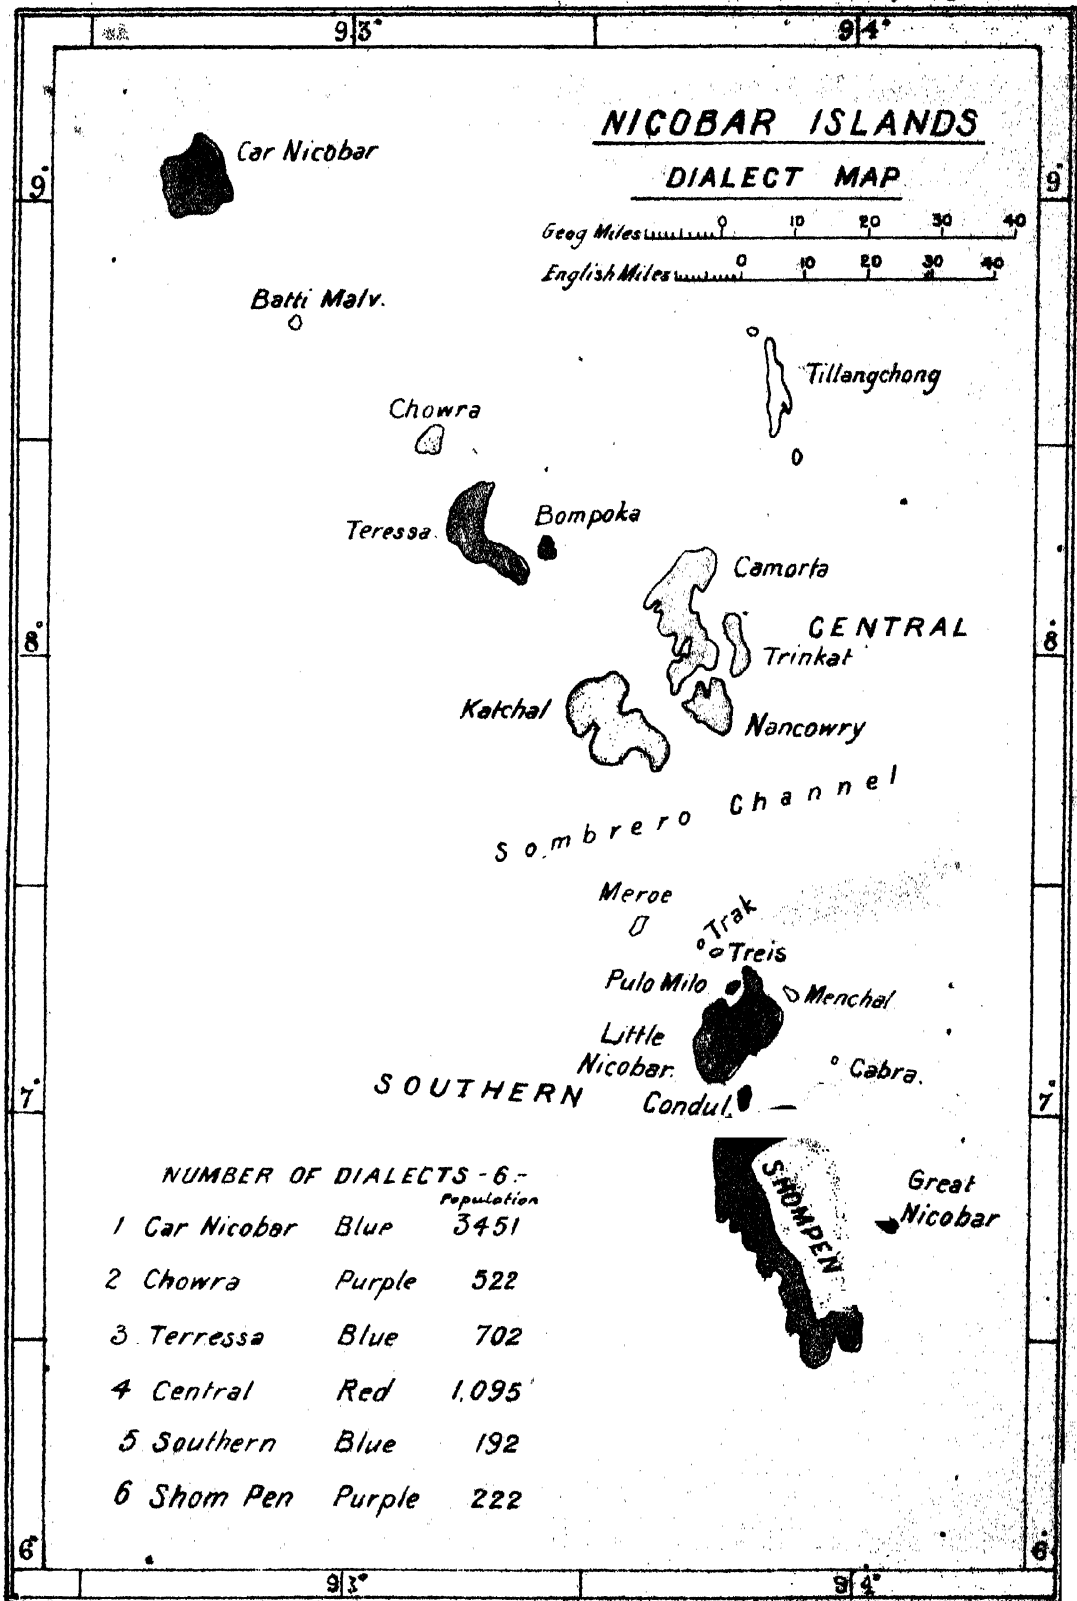 93° 94°
NICOBAR ISLANDS
DIALECT MAP
Geog Miles 0 10 20 30 40
English Miles 0 10 20 30 40
Car Nicobar
9° 9°
Batti Malv.
Tillangchong
Chowra
Teressa.
Bompoka
Camorta
CENTRAL
8° 8°
Trinkat
Katchal
Nancowry
Sombrero Channel
Meroe
Trak
Treis
Pulo Milo
Menchal
Little
Nicobar.
Cabra.
SOUTHERN
7° 7°
Condul.
SHOMPEN
Great
Nicobar
NUMBER OF DIALECTS - 6 :-
Population
1 Car Nicobar Blue 3451
2 Chowra Purple 522
3 Terressa Blue 702
4 Central Red 1,095
5 Southern Blue 192
6 Shom Pen Purple 222
6° 6°
93° 94°